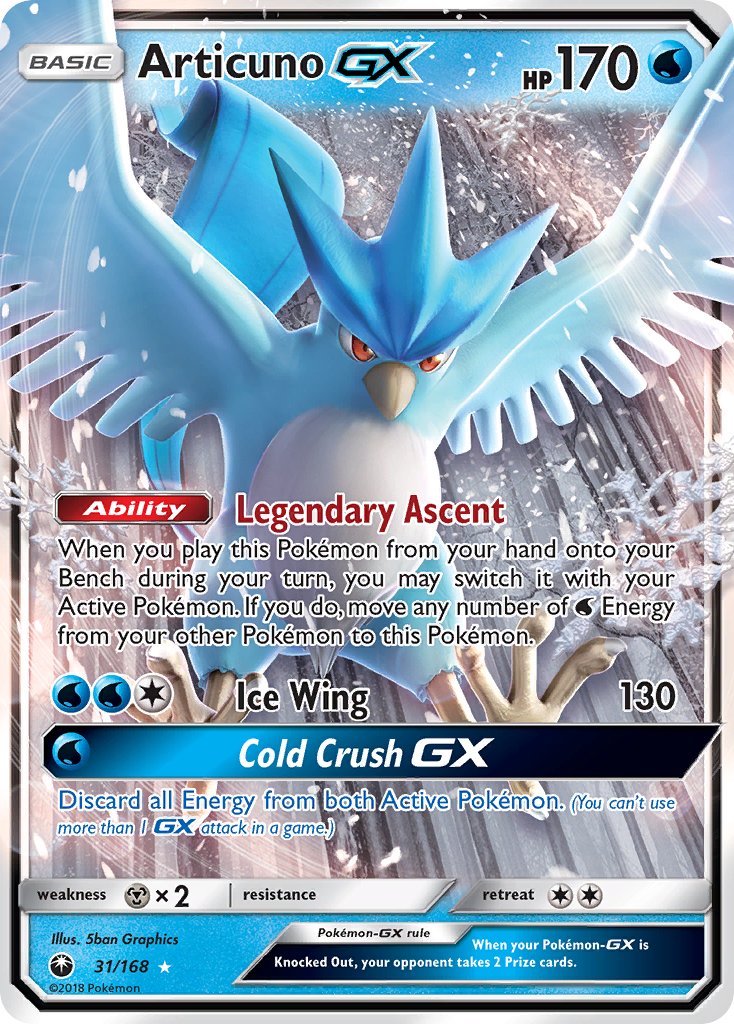 BASIC Articuno GX HP 170
Ability Legendary Ascent
When you play this Pokémon from your hand onto your
Bench during your turn, you may switch it with your
Active Pokémon. If you do, move any number of Energy
from your other Pokémon to this Pokémon.
Ice Wing 130
Cold Crush GX
Discard all Energy from both Active Pokémon. (You can't use
more than 1 GX attack in a game.)
weakness ×2 resistance retreat
Illus. 5ban Graphics
31/168
©2018 Pokémon
Pokémon-GX rule
When your Pokémon-GX is
Knocked Out, your opponent takes 2 Prize cards.